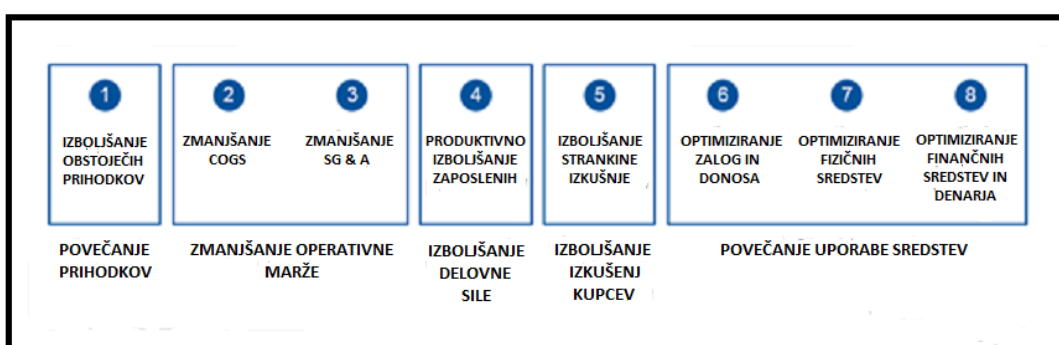 1
IZBOLJŠANJE
OBSTOJEČIH
PRIHODKOV
2
ZMANJŠANJE
COGS
3
ZMANJŠANJE
SG & A
4
PRODUKTIVNO
IZBOLJŠANJE
ZAPOSLENIH
5
IZBOLJŠANJE
STRANKINE
IZKUŠNJE
6
OPTIMIZIRANJE
ZALOG IN
DONOSA
7
OPTIMIZIRANJE
FIZIČNIH
SREDSTEV
8
OPTIMIZIRANJE
FINANČNIH
SREDSTEV IN
DENARJA
POVEČANJE
PRIHODKOV
ZMANJŠANJE OPERATIVNE
MARŽE
IZBOLJŠANJE
DELOVNE
SILE
IZBOLJŠANJE
IZKUŠENJ
KUPCEV
POVEČANJE UPORABE SREDSTEV